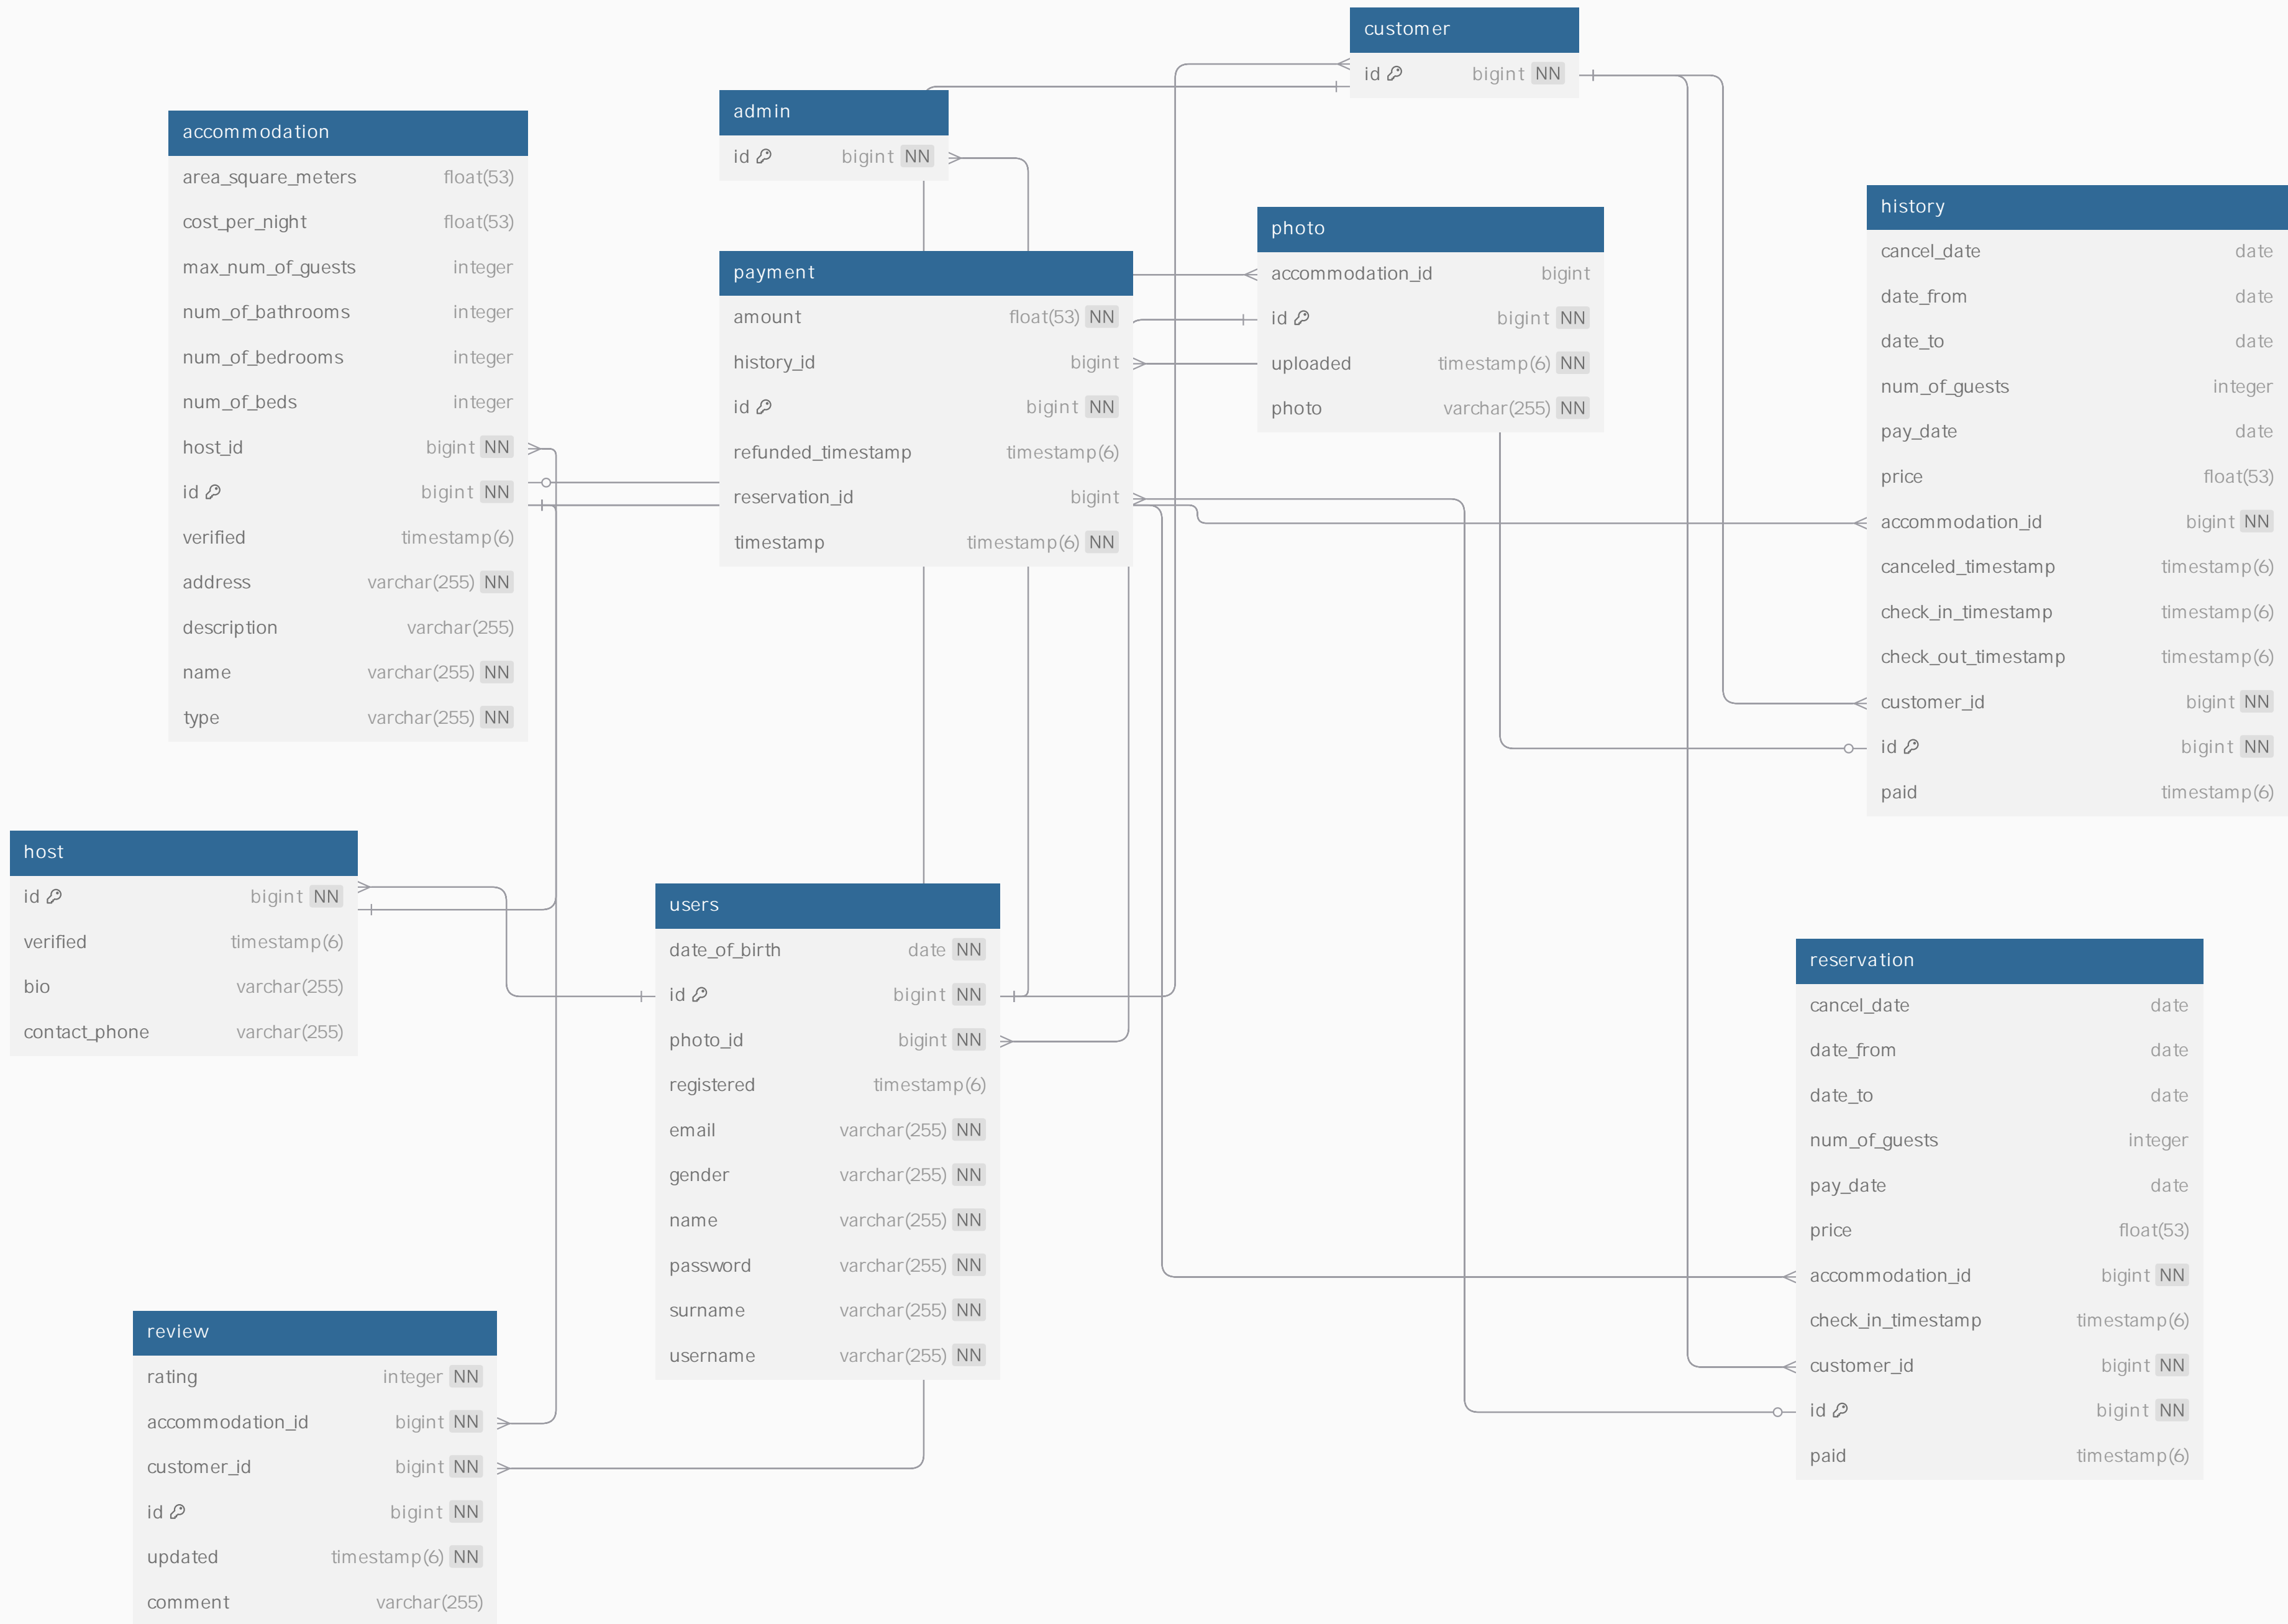 customer
id bigint NN
admin
id bigint NN
accommodation
area_square_meters float(53)
cost_per_night float(53)
max_num_of_guests integer
num_of_bathrooms integer
num_of_bedrooms integer
num_of_beds integer
host_id bigint NN
id bigint NN
verified timestamp(6)
address varchar(255) NN
description varchar(255)
name varchar(255) NN
type varchar(255) NN
payment
amount float(53) NN
history_id bigint
id bigint NN
refunded_timestamp timestamp(6)
reservation_id bigint
timestamp timestamp(6) NN
photo
accommodation_id bigint
id bigint NN
uploaded timestamp(6) NN
photo varchar(255) NN
history
cancel_date date
date_from date
date_to date
num_of_guests integer
pay_date date
price float(53)
accommodation_id bigint NN
canceled_timestamp timestamp(6)
check_in_timestamp timestamp(6)
check_out_timestamp timestamp(6)
customer_id bigint NN
id bigint NN
paid timestamp(6)
host
id bigint NN
verified timestamp(6)
bio varchar(255)
contact_phone varchar(255)
users
date_of_birth date NN
id bigint NN
photo_id bigint NN
registered timestamp(6)
email varchar(255) NN
gender varchar(255) NN
name varchar(255) NN
password varchar(255) NN
surname varchar(255) NN
username varchar(255) NN
reservation
cancel_date date
date_from date
date_to date
num_of_guests integer
pay_date date
price float(53)
accommodation_id bigint NN
check_in_timestamp timestamp(6)
customer_id bigint NN
id bigint NN
paid timestamp(6)
review
rating integer NN
accommodation_id bigint NN
customer_id bigint NN
id bigint NN
updated timestamp(6) NN
comment varchar(255)